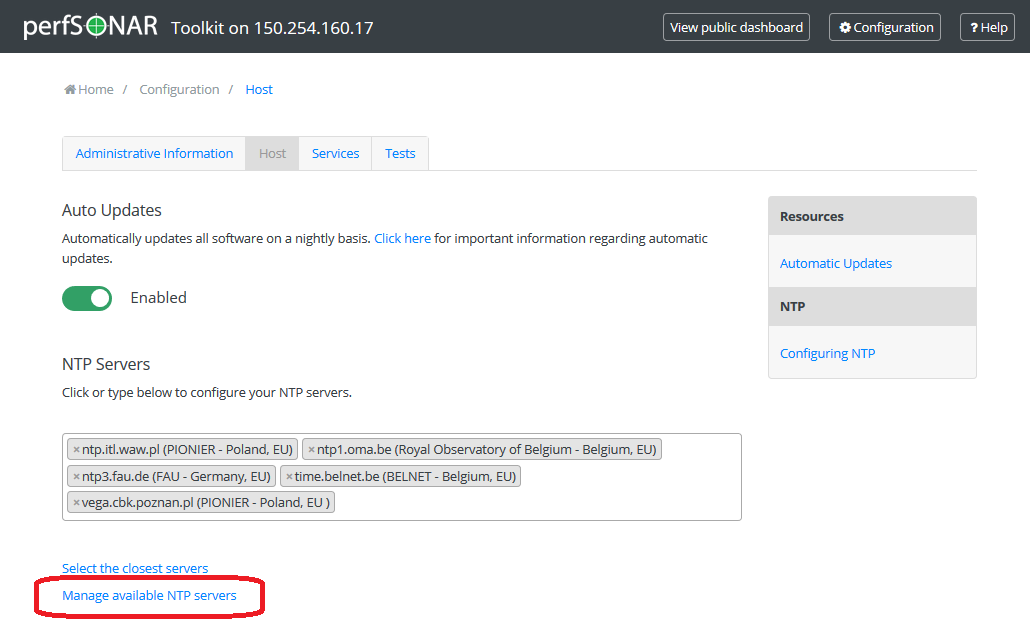 perfSONAR Toolkit on 150.254.160.17
View public dashboard
Configuration
? Help
Home / Configuration / Host
Administrative Information
Host
Services
Tests
Auto Updates
Automatically updates all software on a nightly basis. Click here for important information regarding automatic
updates.
Enabled
NTP Servers
Click or type below to configure your NTP servers.
×ntp.itl.waw.pl (PIONIER - Poland, EU) ×ntp1.oma.be (Royal Observatory of Belgium - Belgium, EU)
×ntp3.fau.de (FAU - Germany, EU) ×time.belnet.be (BELNET - Belgium, EU)
×vega.cbk.poznan.pl (PIONIER - Poland, EU )
Select the closest servers
Manage available NTP servers
Resources
Automatic Updates
NTP
Configuring NTP